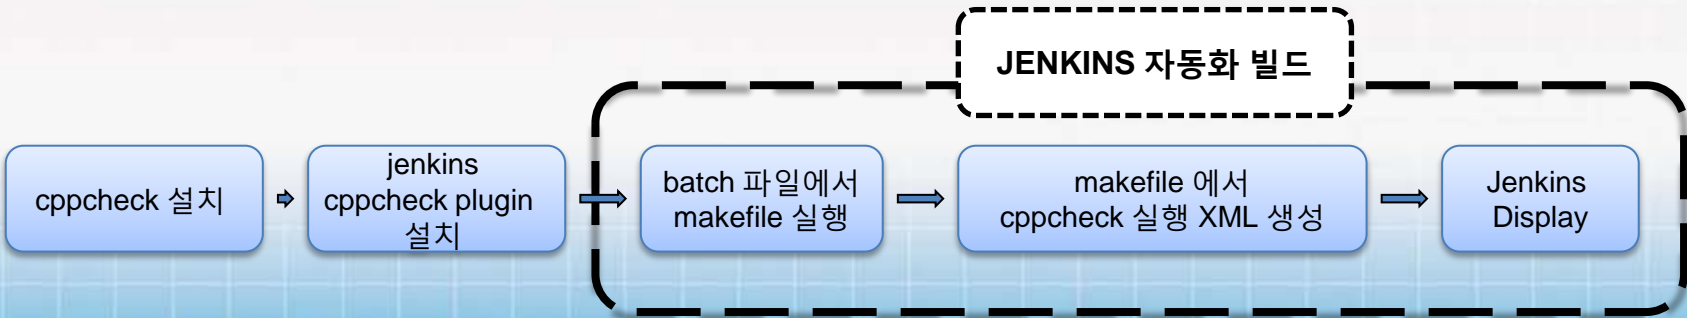 JENKINS 자동화 빌드
cppcheck 설치
jenkins
cppcheck plugin
설치
batch 파일에서
makefile 실행
makefile 에서
cppcheck 실행 XML 생성
Jenkins
Display